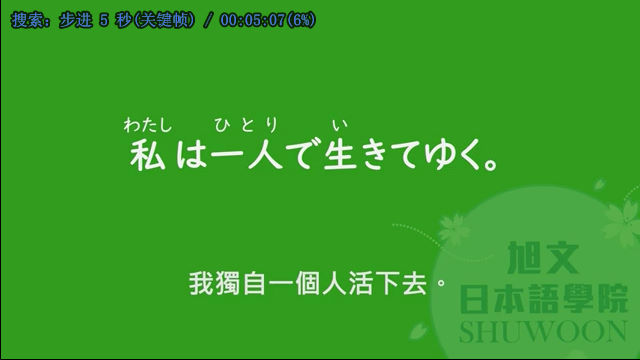 搜索: 步进 5 秒(关键帧) / 00:05:07(6%)
わたし ひとり い
私は一人で生きてゆく。
我獨自一個人活下去。
旭文
日本語學院
SHUWOON